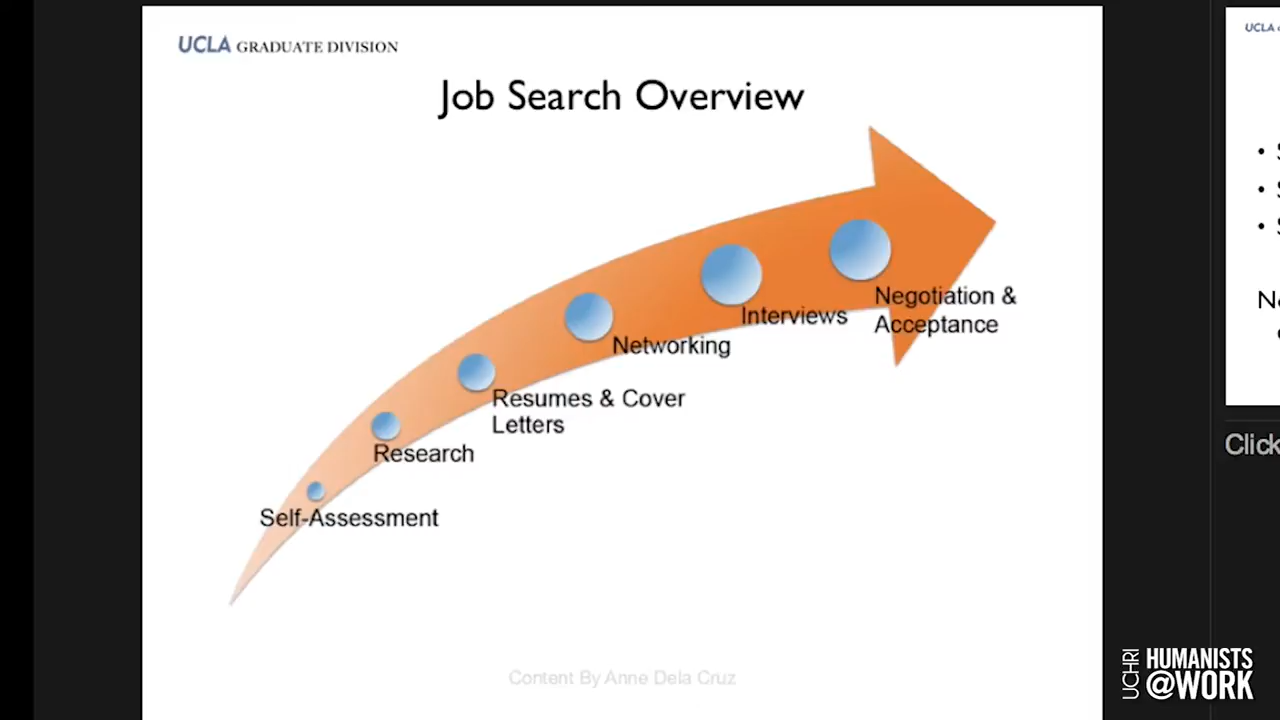 UCLA GRADUATE DIVISION
Job Search Overview
Negotiation &
Acceptance
Interviews
Networking
Resumes & Cover
Letters
Research
Self-Assessment
Content By Anne Dela Cruz
UCLA
Click
UCHRI
HUMANISTS
@WORK